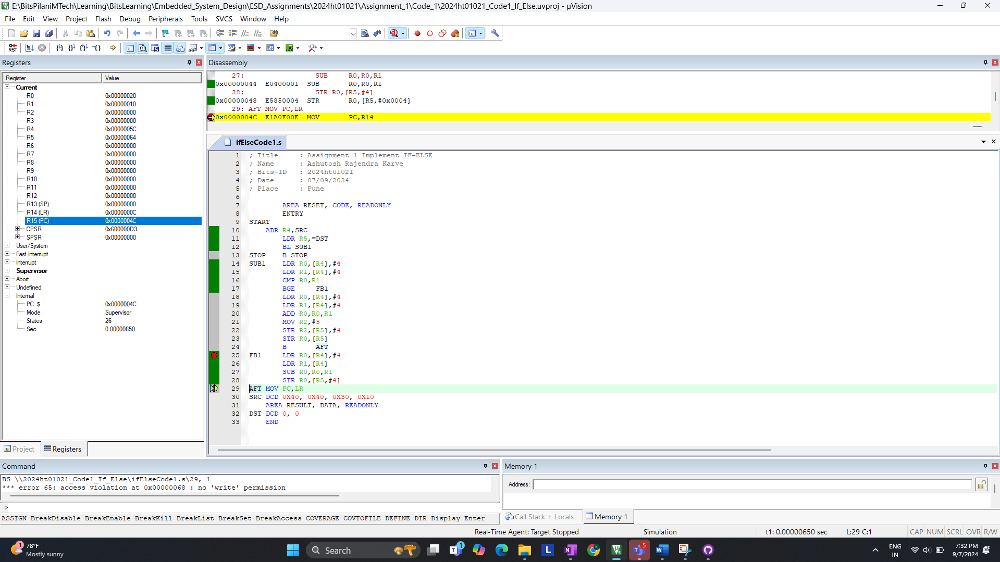 E:\BitsPilaniMTech\Learning\BitsLearning\Embedded_System_Design\ESD_Assignments\2024ht01021\Assignment_1\Code_1\2024ht01021_Code1_If_Else.uvproj - µVision
File Edit View Project Flash Debug Peripherals Tools SVCS Window Help
Registers
Register Value
Current
R0 0x00000020
R1 0x00000010
R2 0x00000000
R3 0x00000000
R4 0x0000005C
R5 0x00000064
R6 0x00000000
R7 0x00000000
R8 0x00000000
R9 0x00000000
R10 0x00000000
R11 0x00000000
R12 0x00000000
R13 (SP) 0x00000000
R14 (LR) 0x0000000C
R15 (PC) 0x0000004C
CPSR 0x600000D3
SPSR 0x00000000
User/System
Fast Interrupt
Interrupt
Supervisor
Abort
Undefined
Internal
PC $ 0x0000004C
Mode Supervisor
States 26
Sec 0.00000650
Project Registers
Disassembly
27: SUB R0,R0,R1
0x00000044 E0400001 SUB R0,R0,R1
28: STR R0,[R5,#4]
0x00000048 E5850004 STR R0,[R5,#0x0004]
29: AFT MOV PC,LR
0x0000004C E1A0F00E MOV PC,R14
ifElseCode1.s
1 ; Title : Assignment 1 Implement IF-ELSE
2 ; Name : Ashutosh Rajendra Karve
3 ; Bits-ID : 2024ht01021
4 ; Date : 07/09/2024
5 ; Place : Pune
6
7 AREA RESET, CODE, READONLY
8 ENTRY
9 START
10 ADR R4,SRC
11 LDR R5,=DST
12 BL SUB1
13 STOP B STOP
14 SUB1 LDR R0,[R4],#4
15 LDR R1,[R4],#4
16 CMP R0,R1
17 BGE FB1
18 LDR R0,[R4],#4
19 LDR R1,[R4],#4
20 ADD R0,R0,R1
21 MOV R2,#5
22 STR R2,[R5],#4
23 STR R0,[R5]
24 B AFT
25 FB1 LDR R0,[R4],#4
26 LDR R1,[R4]
27 SUB R0,R0,R1
28 STR R0,[R5,#4]
29 AFT MOV PC,LR
30 SRC DCD 0X40, 0X40, 0X30, 0X10
31 AREA RESULT, DATA, READONLY
32 DST DCD 0, 0
33 END
Command
BS \\2024ht01021_Code1_If_Else\ifElseCode1.s\29, 1
*** error 65: access violation at 0x00000068 : no 'write' permission
>
ASSIGN BreakDisable BreakEnable BreakKill BreakList BreakSet BreakAccess COVERAGE COVTOFILE DEFINE DIR Display Enter
Memory 1
Address:
Call Stack + Locals Memory 1
Real-Time Agent: Target Stopped Simulation t1: 0.00000650 sec L:29 C:1 CAP NUM SCRL OVR R/W
1 78°F
Mostly sunny
Search
1
5
ENG
IN
7:32 PM
9/7/2024